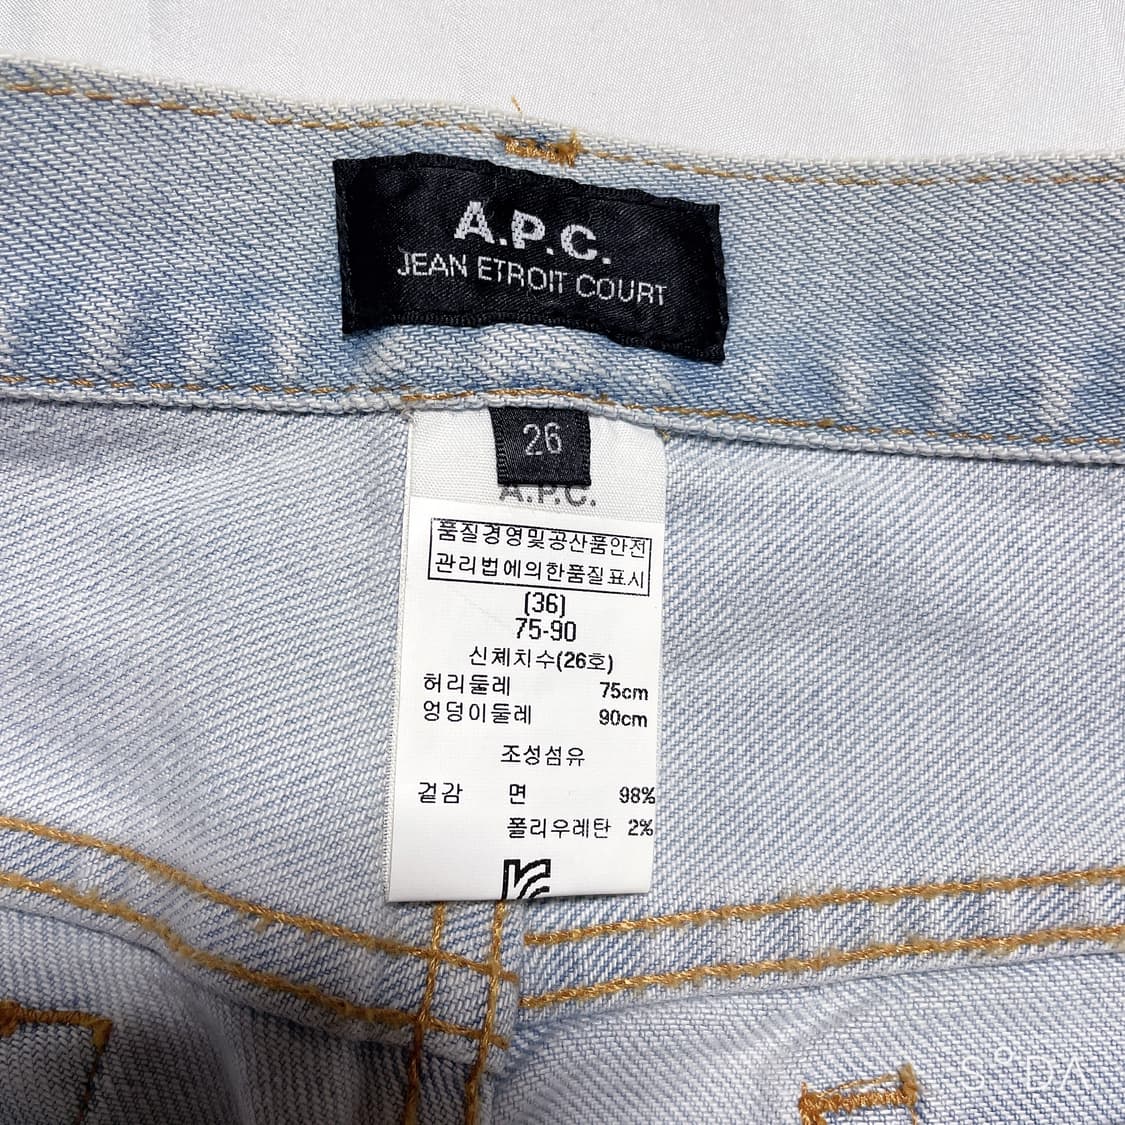 A.P.C.
JEAN ETROIT COURT
26
A.P.C.
품질경영및공산품안전
관리법에의한품질표시
(36)
75-90
신체치수(26호)
허리둘레 75cm
엉덩이둘레 90cm
조성섬유
겉감 면 98%
폴리우레탄 2%
SODA